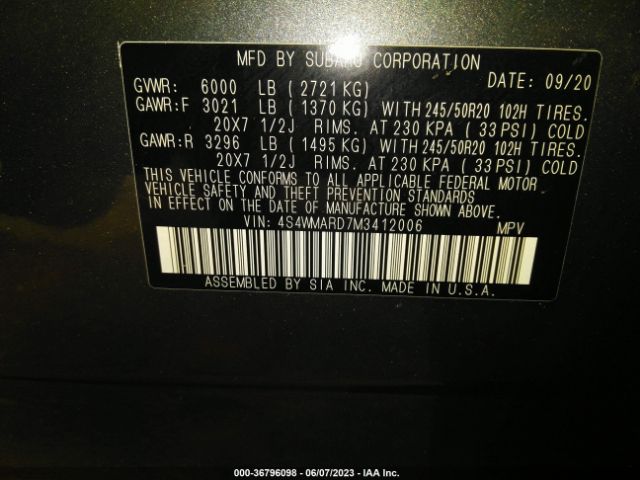 MFD BY SUBARU CORPORATION
GVWR: 6000 LB ( 2721 KG) DATE: 09/20
GAWR:F 3021 LB ( 1370 KG) WITH 245/50R20 102H TIRES.
20X7 1/2J RIMS. AT 230 KPA ( 33 PSI) COLD
GAWR:R 3296 LB ( 1495 KG) WITH 245/50R20 102H TIRES.
20X7 1/2J RIMS. AT 230 KPA ( 33 PSI) COLD
THIS VEHICLE CONFORMS TO ALL APPLICABLE FEDERAL MOTOR
VEHICLE SAFETY AND THEFT PREVENTION STANDARDS
IN EFFECT ON THE DATE OF MANUFACTURE SHOWN ABOVE.
VIN: 4S4WMARD7M3412006 MPV
ASSEMBLED BY SIA INC. MADE IN U.S.A.
000-36796098 - 06/07/2023 - IAA Inc.